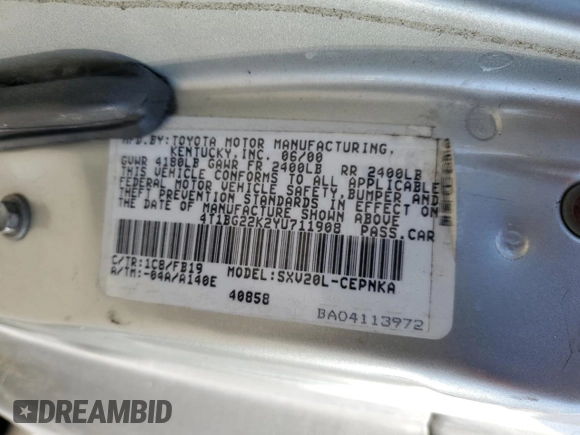 MFD.BY:TOYOTA MOTOR MANUFACTURING,
KENTUCKY, INC. 06/00
GVWR 4180LB GAWR FR 2400LB RR 2400LB
THIS VEHICLE CONFORMS TO ALL APPLICABLE
FEDERAL MOTOR VEHICLE SAFETY, BUMPER AND
THEFT PREVENTION STANDARDS IN EFFECT ON
THE DATE OF MANUFACTURE SHOWN ABOVE.
4T1BG22K2YU711908 PASS.CAR
C/TR:1C8/FB19 MODEL:SXV20L-CEPNKA
A/TM:-04A/A140E
40858
BA04113972
DREAMBID